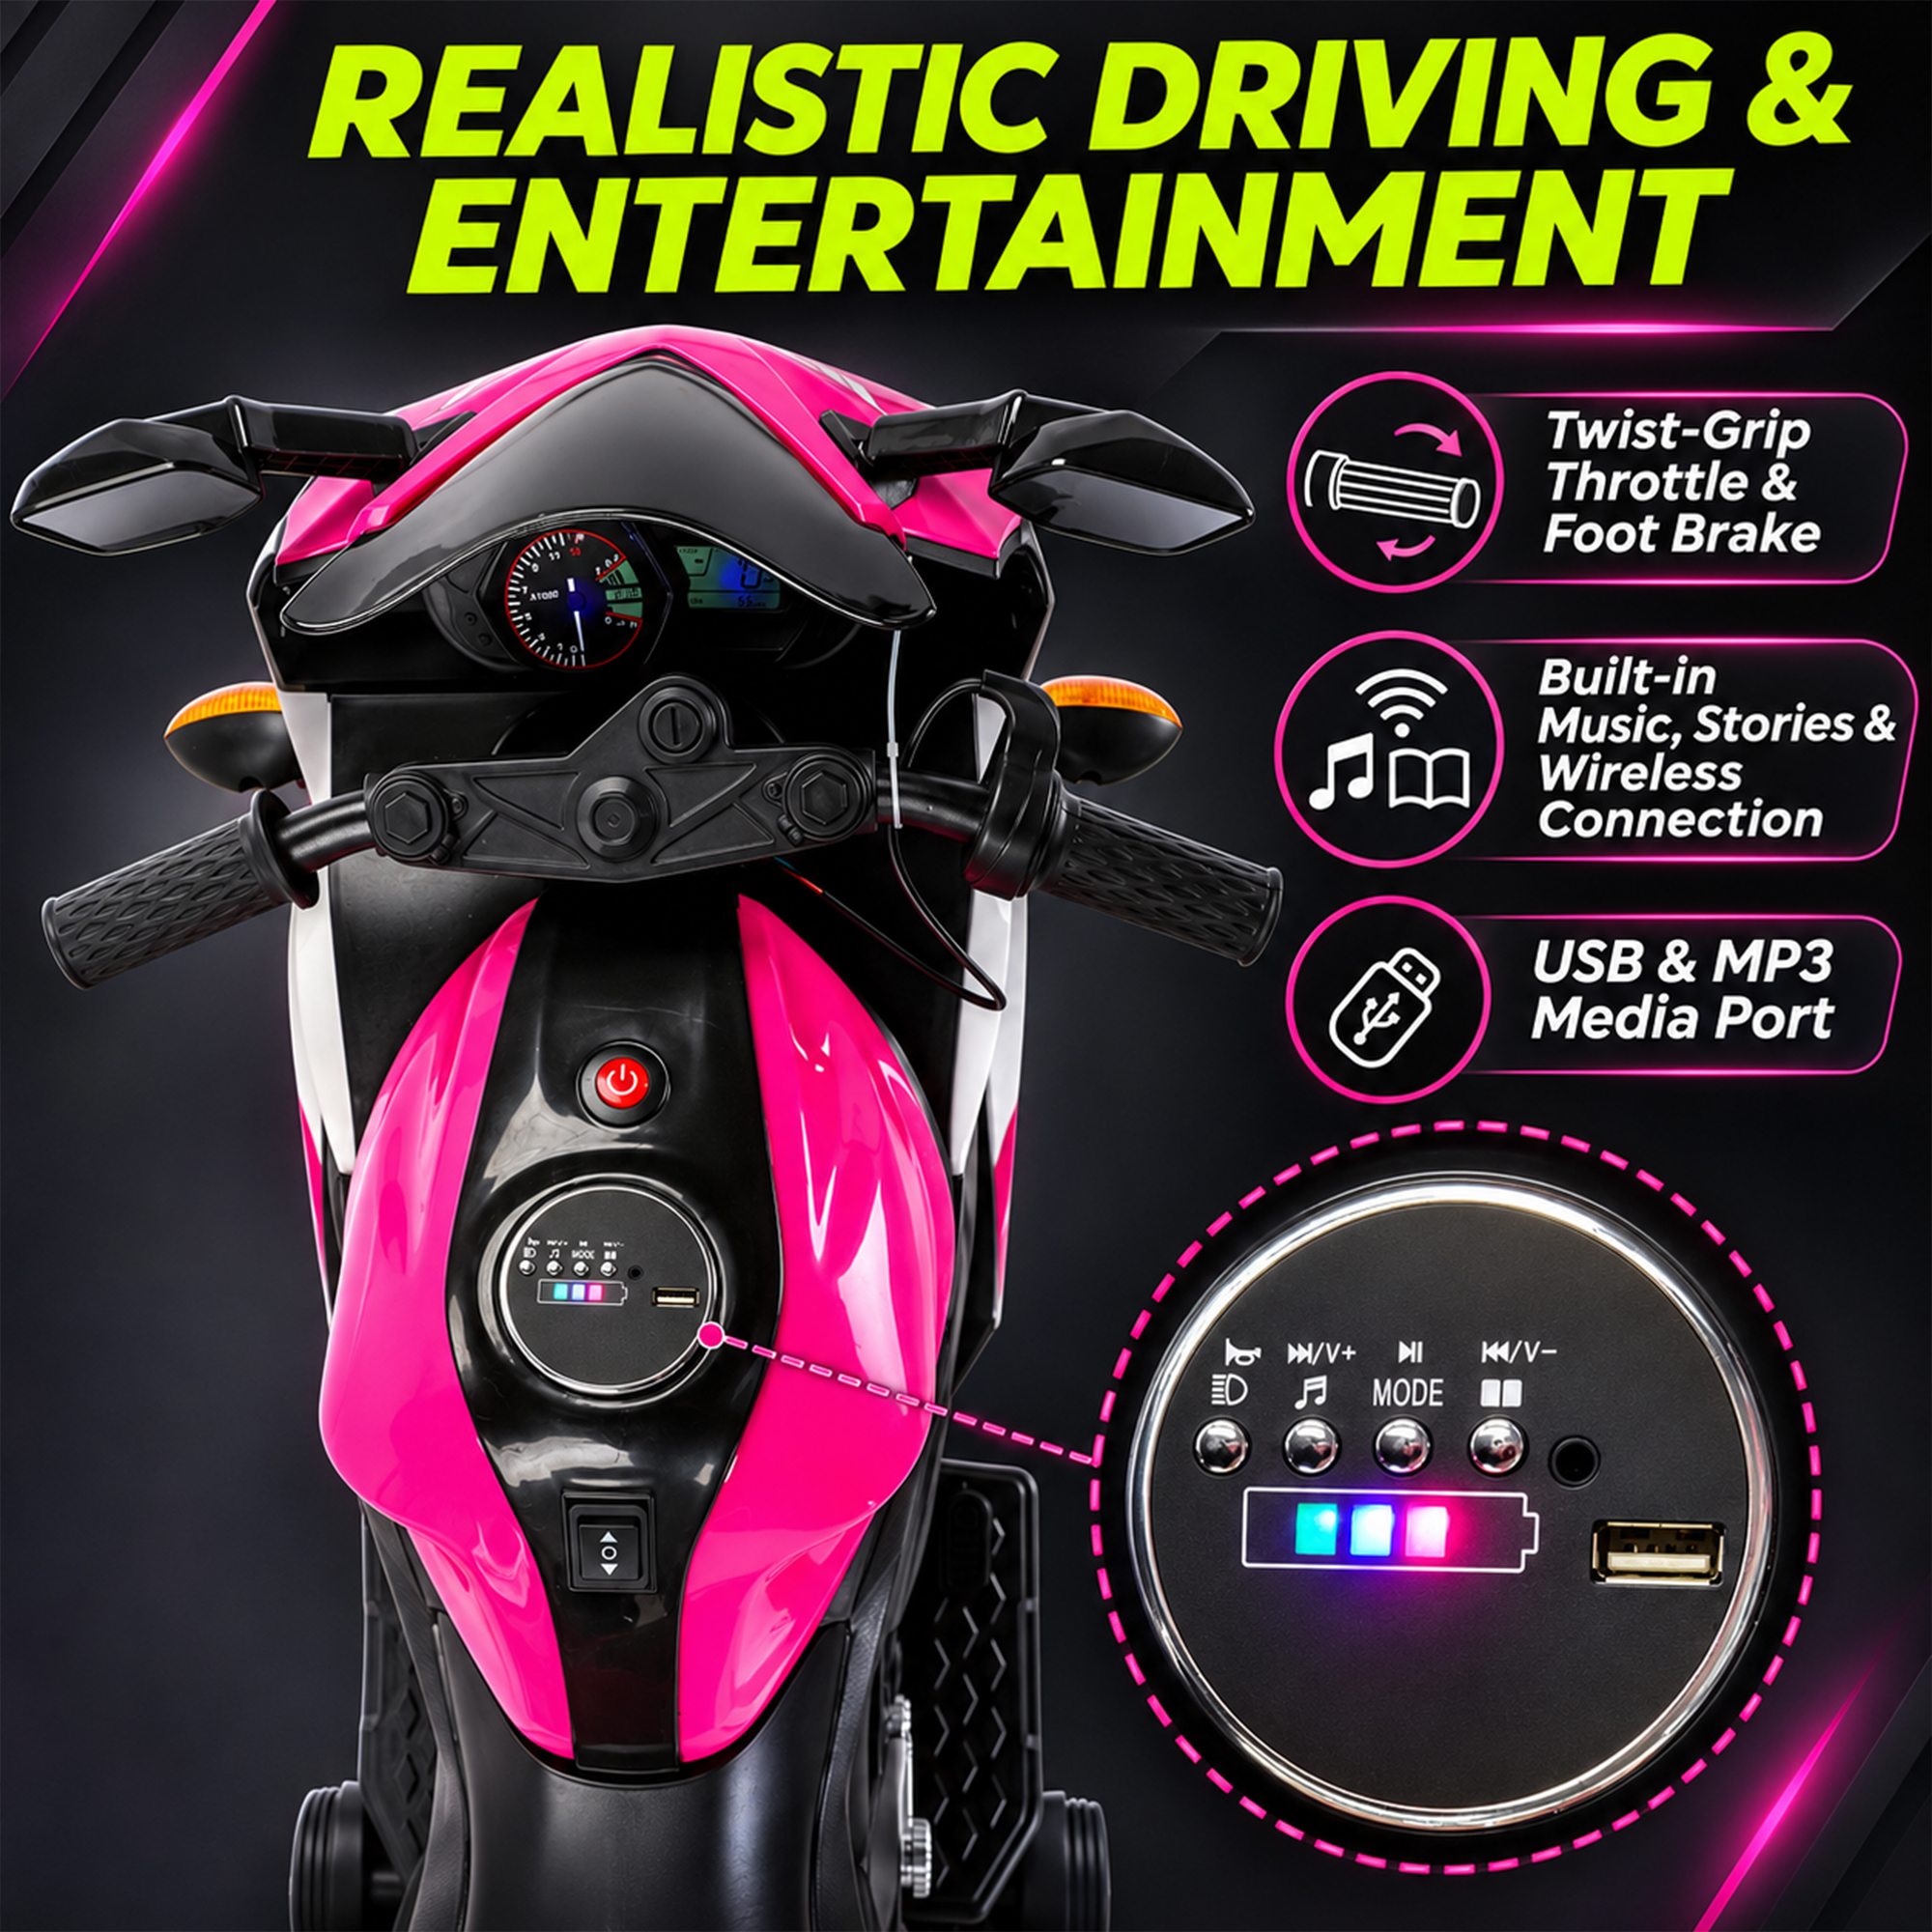 REALISTIC DRIVING &
ENTERTAINMENT
Twist-Grip
Throttle &
Foot Brake
Built-in
Music, Stories &
Wireless
Connection
USB & MP3
Media Port
MODE
/V+
/V-
MODE